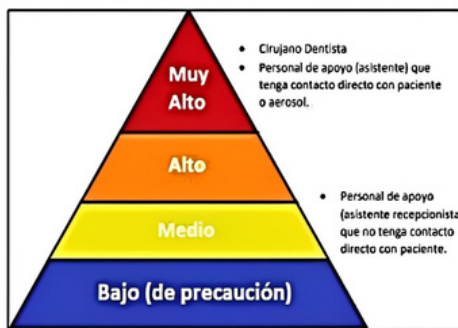 • Cirujano Dentista
• Personal de apoyo (asistente) que
tenga contacto directo con paciente
o aerosol.
Muy
Alto
Alto
• Personal de apoyo
(asistente recepcionista
que no tenga contacto
directo con paciente.
Medio
Bajo (de precaución)